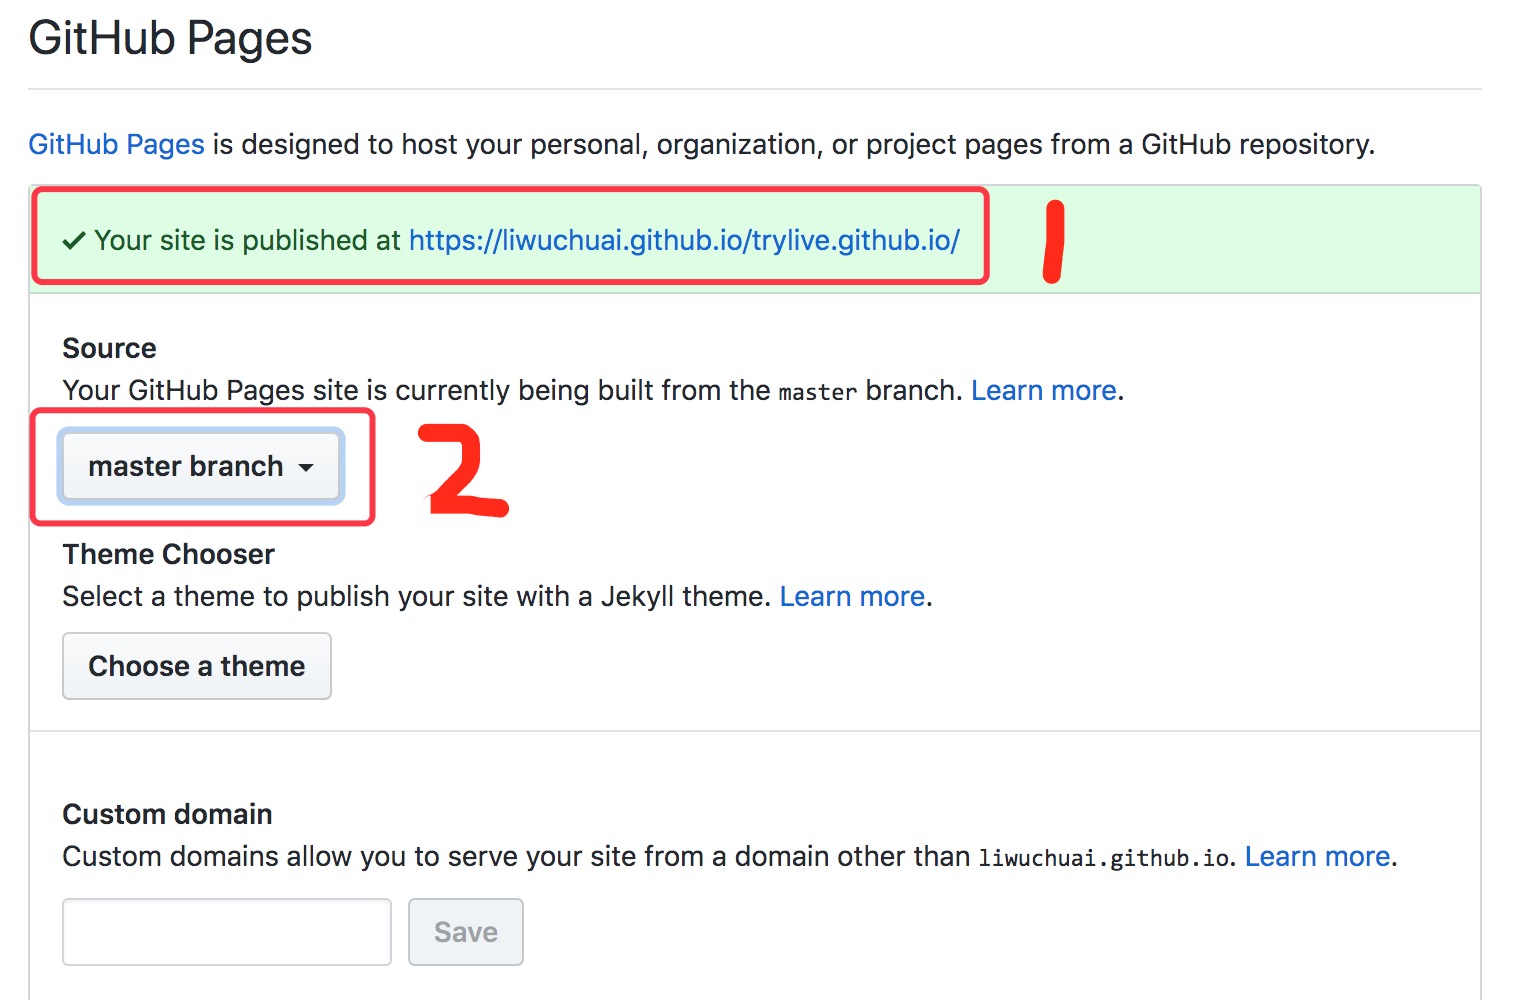 GitHub Pages
GitHub Pages is designed to host your personal, organization, or project pages from a GitHub repository.
Your site is published at https://liwuchuai.github.io/trylive.github.io/
1
Source
Your GitHub Pages site is currently being built from the master branch. Learn more.
master branch
2
Theme Chooser
Select a theme to publish your site with a Jekyll theme. Learn more.
Choose a theme
Custom domain
Custom domains allow you to serve your site from a domain other than liwuchuai.github.io. Learn more.
Save